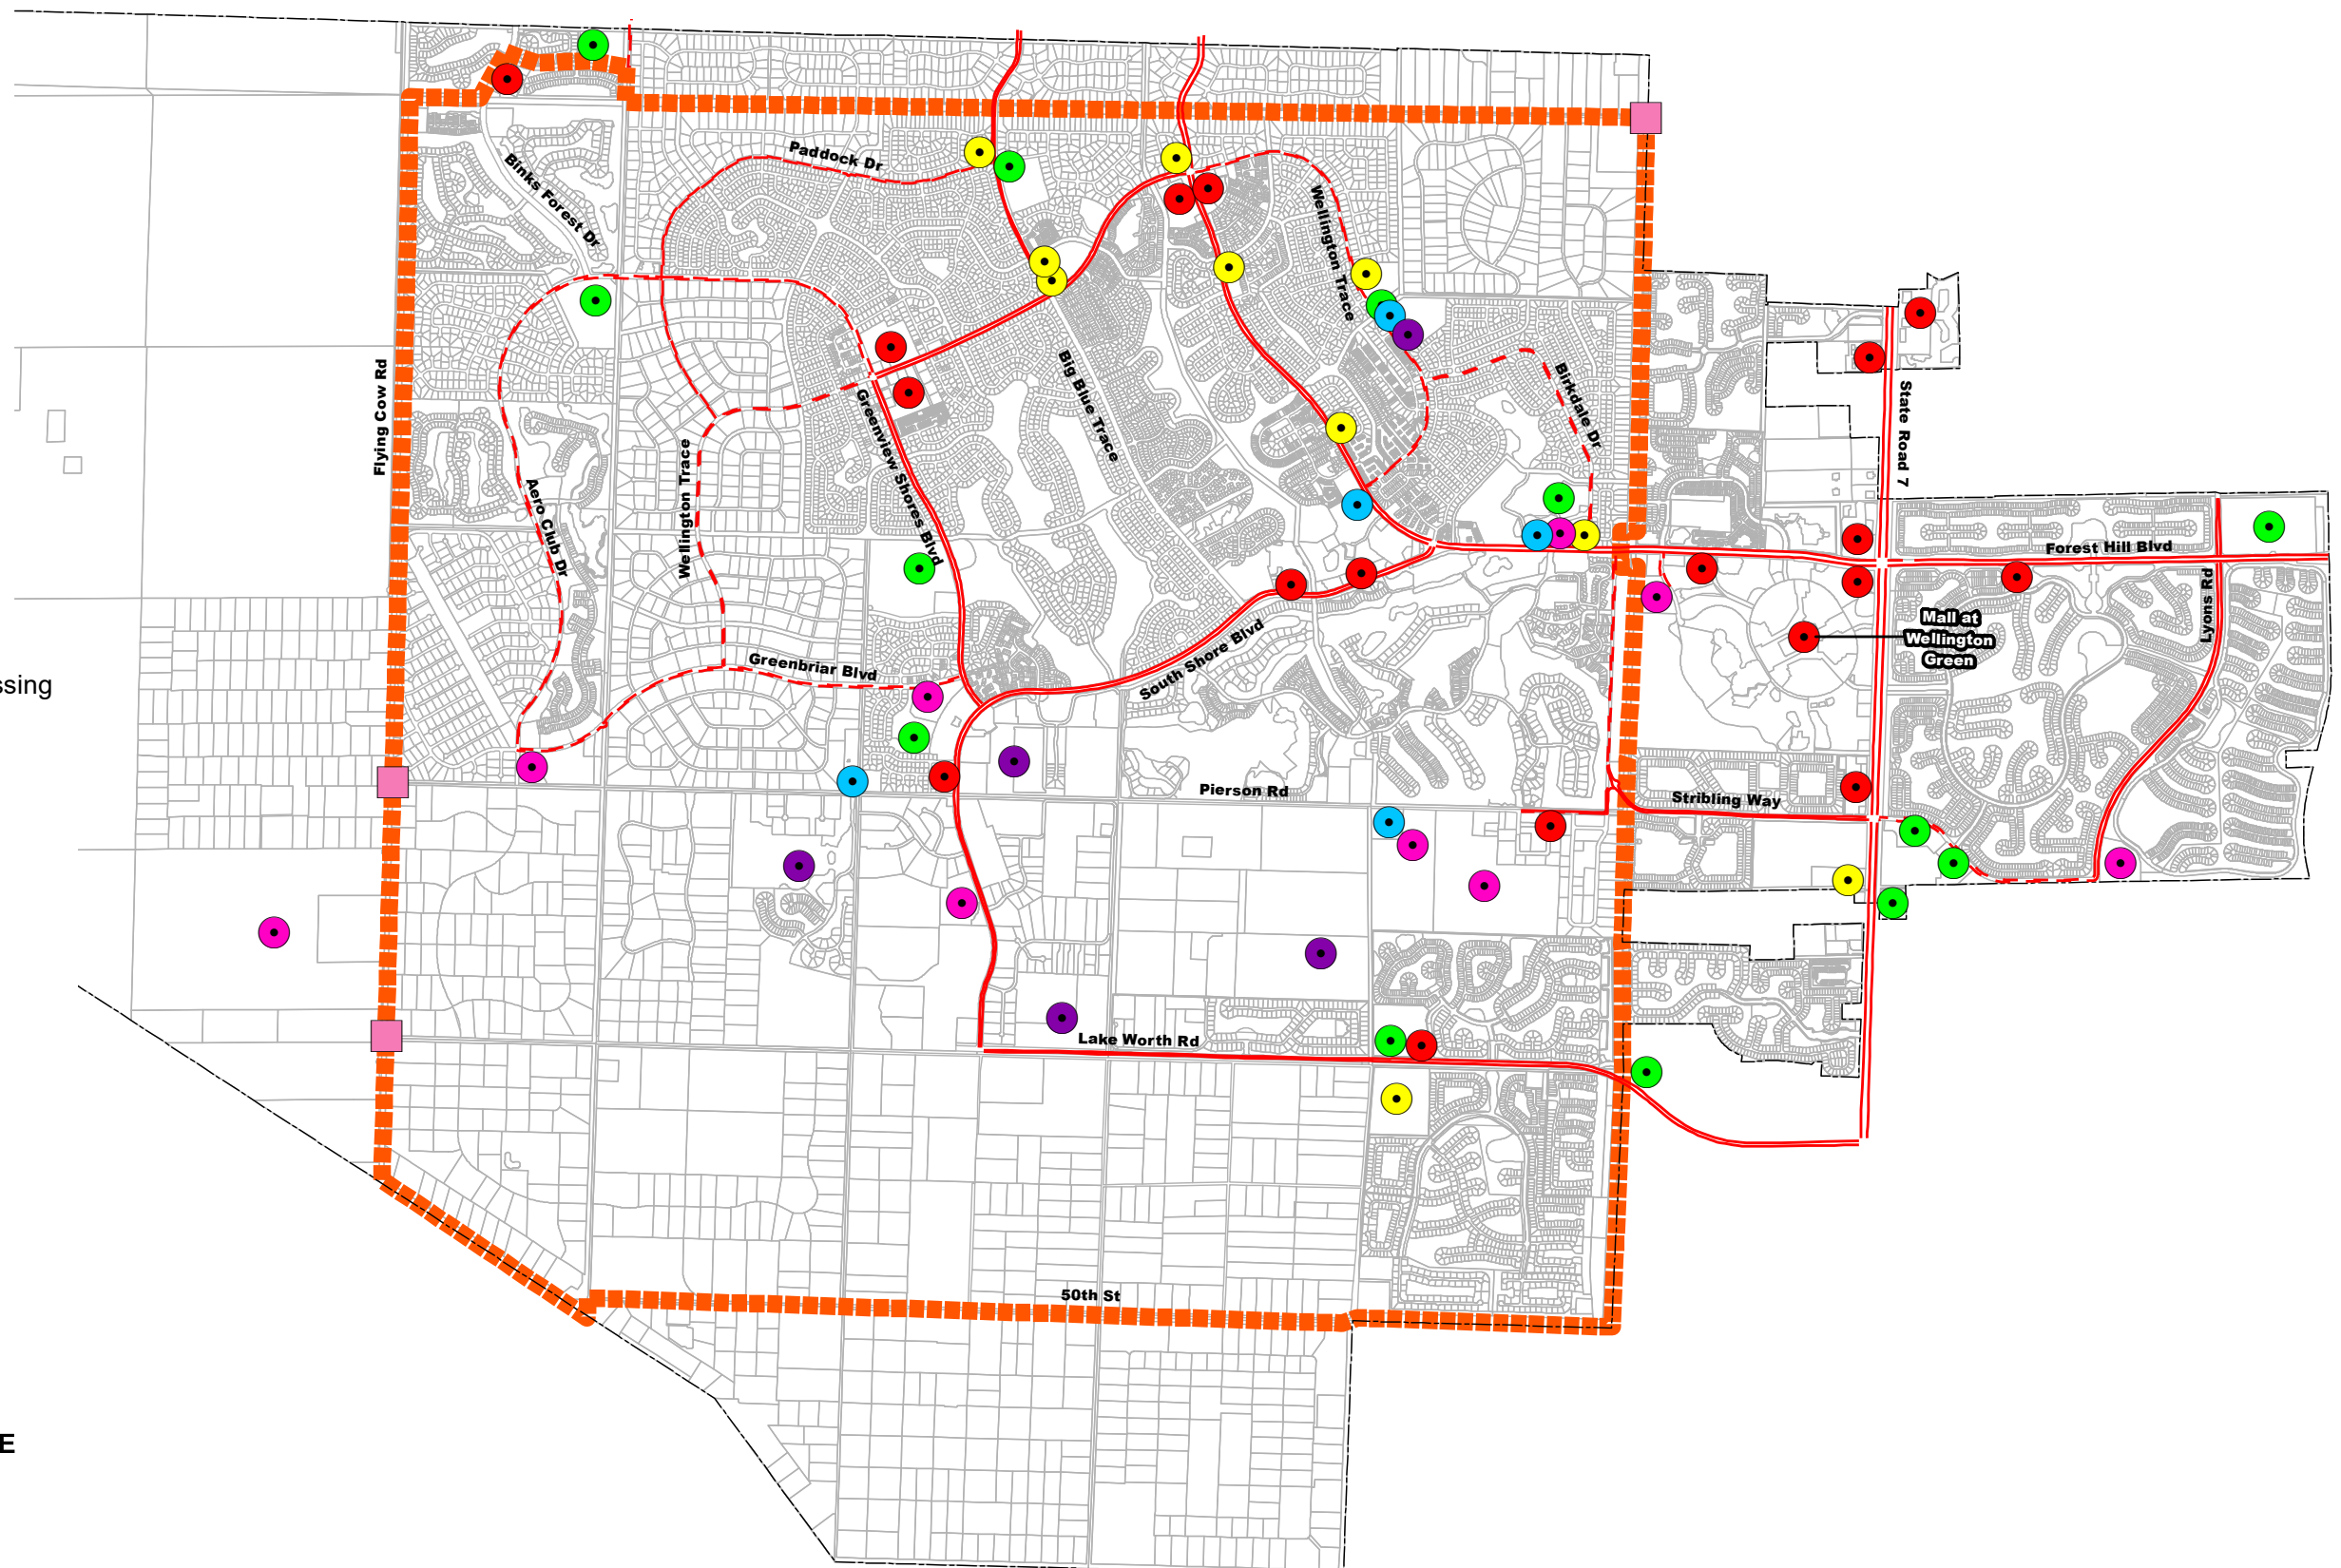 Paddock Dr
Binks Forest Dr
Wellington Trace
Flying Cow Rd
Big Blue Trace
Birkdale Dr
State Road 7
Greenview Shores Blvd
Wellington Trace
Aero Club Dr
Forest Hill Blvd
Lyons Rd
Mall at
Wellington
Green
South Shore Blvd
Greenbriar Blvd
ssing
Pierson Rd
Stribling Way
Lake Worth Rd
50th St
E